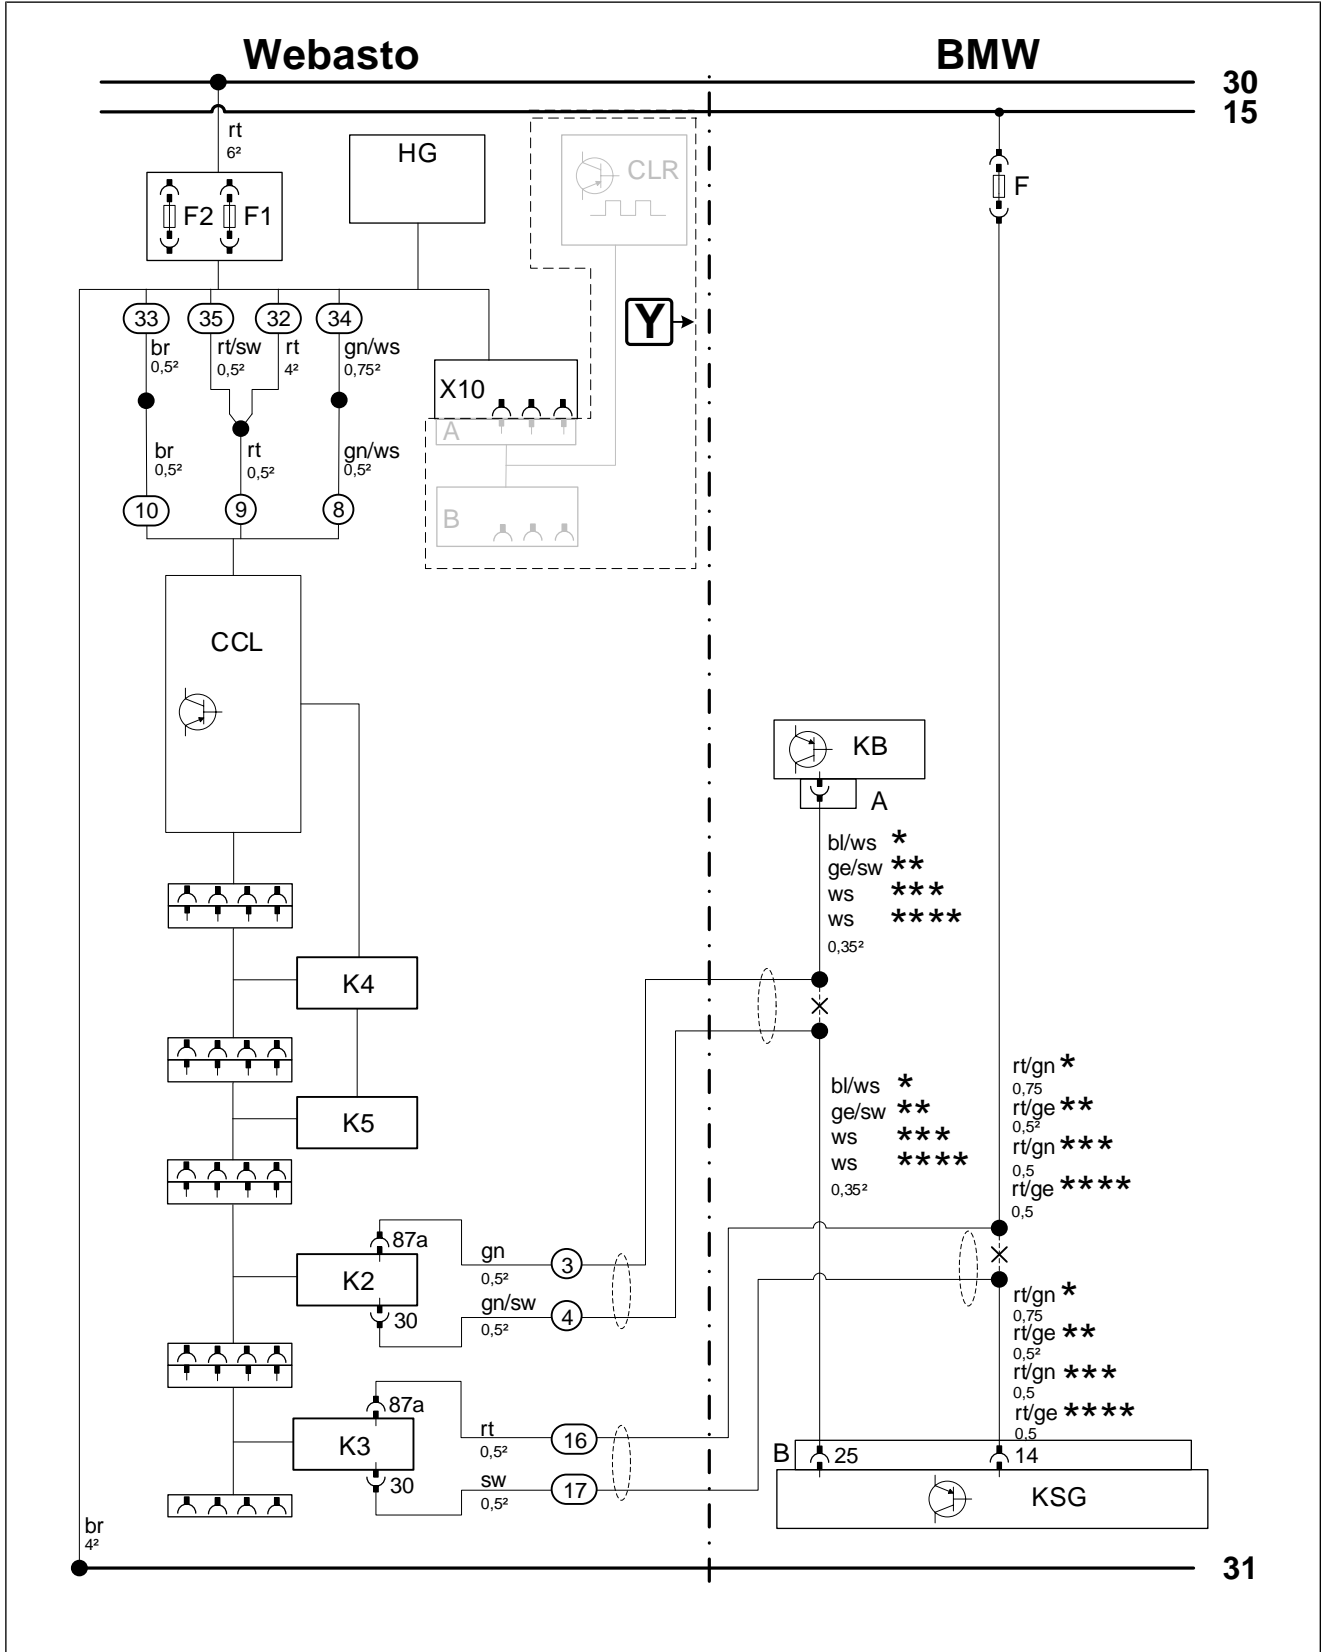 Webasto
BMW
30
15
rt
6²
HG
CLR
F2
F1
F
Y
33
35
32
34
br
0,5²
rt/sw
0,5²
rt
4²
gn/ws
0,75²
X10
A
br
0,5²
rt
0,5²
gn/ws
0,5²
10
9
8
B
CCL
KB
A
bl/ws *
ge/sw **
ws ***
ws ****
0,35²
K4
K5
bl/ws *
ge/sw **
ws ***
ws ****
0,35²
rt/gn *
0,75
rt/ge **
0,5²
rt/gn ***
0,5
rt/ge ****
0,5
87a
K2
30
gn
0,5²
3
gn/sw
0,5²
4
rt/gn *
0,75
rt/ge **
0,5²
rt/gn ***
0,5
rt/ge ****
0,5
87a
K3
30
rt
0,5²
16
sw
0,5²
17
B
25
14
KSG
br
4²
31